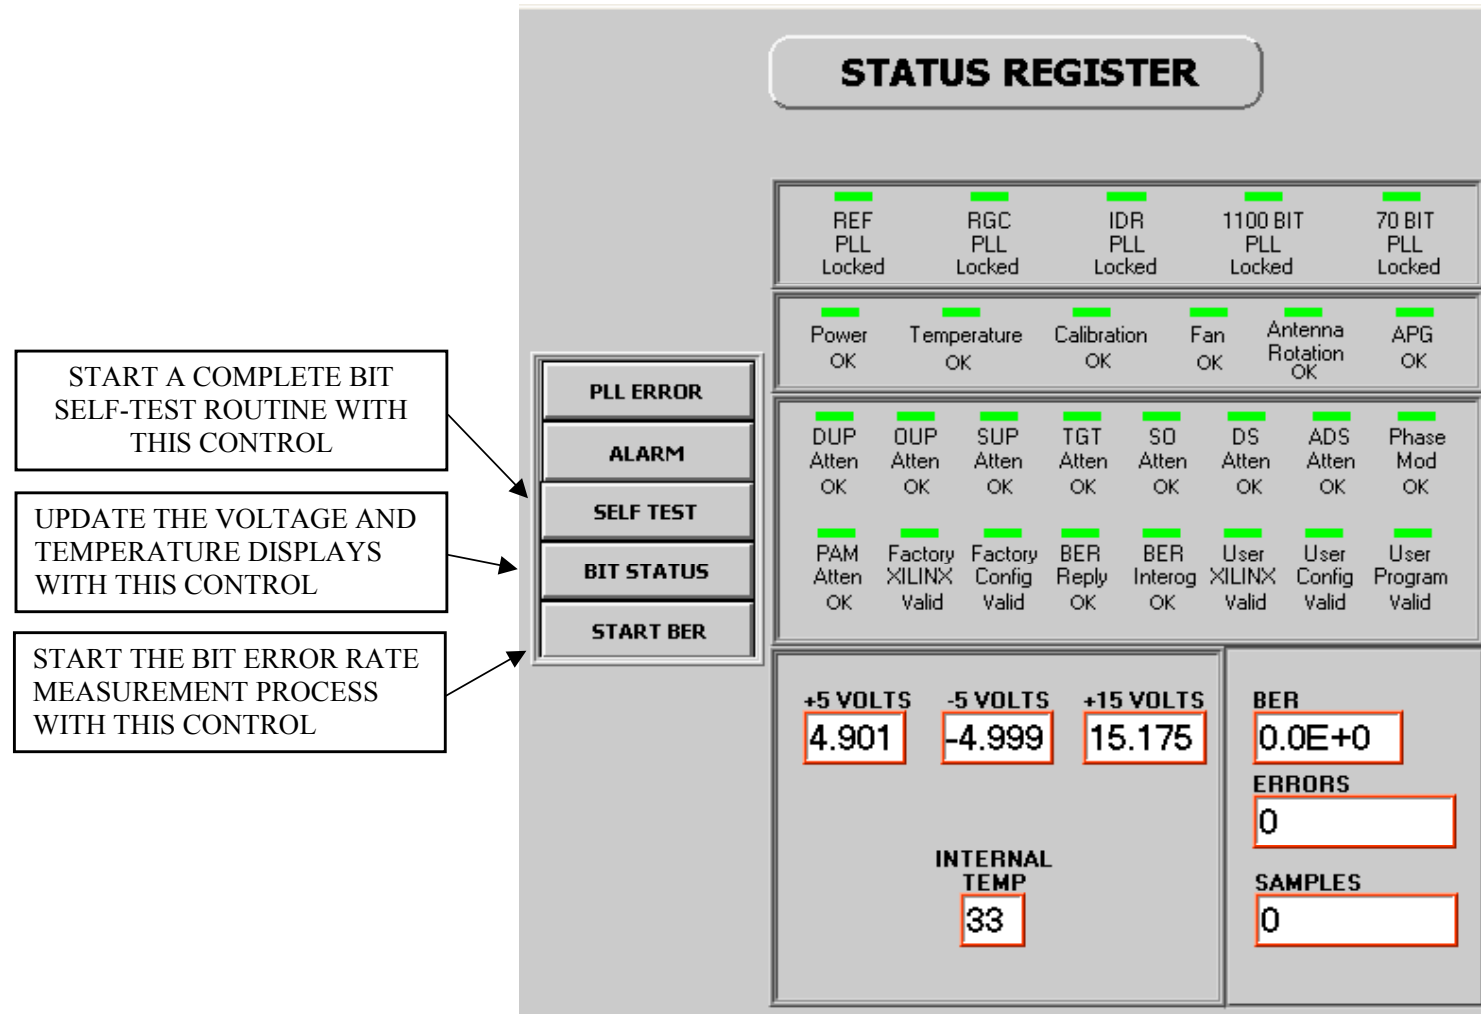 STATUS REGISTER
REF RGC IDR 1100 BIT 70 BIT
PLL PLL PLL PLL PLL
Locked Locked Locked Locked Locked
Power Temperature Calibration Fan Antenna APG
OK OK OK OK Rotation OK
OK
START A COMPLETE BIT
SELF-TEST ROUTINE WITH
THIS CONTROL
UPDATE THE VOLTAGE AND
TEMPERATURE DISPLAYS
WITH THIS CONTROL
START THE BIT ERROR RATE
MEASUREMENT PROCESS
WITH THIS CONTROL
PLL ERROR
ALARM
SELF TEST
BIT STATUS
START BER
DUP OUP SUP TGT SO DS ADS Phase
Atten Atten Atten Atten Atten Atten Atten Mod
OK OK OK OK OK OK OK OK
PAM Factory Factory BER BER User User User
Atten XILINX Config Reply Interog XILINX Config Program
OK Valid Valid OK OK Valid Valid Valid
+5 VOLTS -5 VOLTS +15 VOLTS
4.901 -4.999 15.175
INTERNAL
TEMP
33
BER
0.0E+0
ERRORS
0
SAMPLES
0